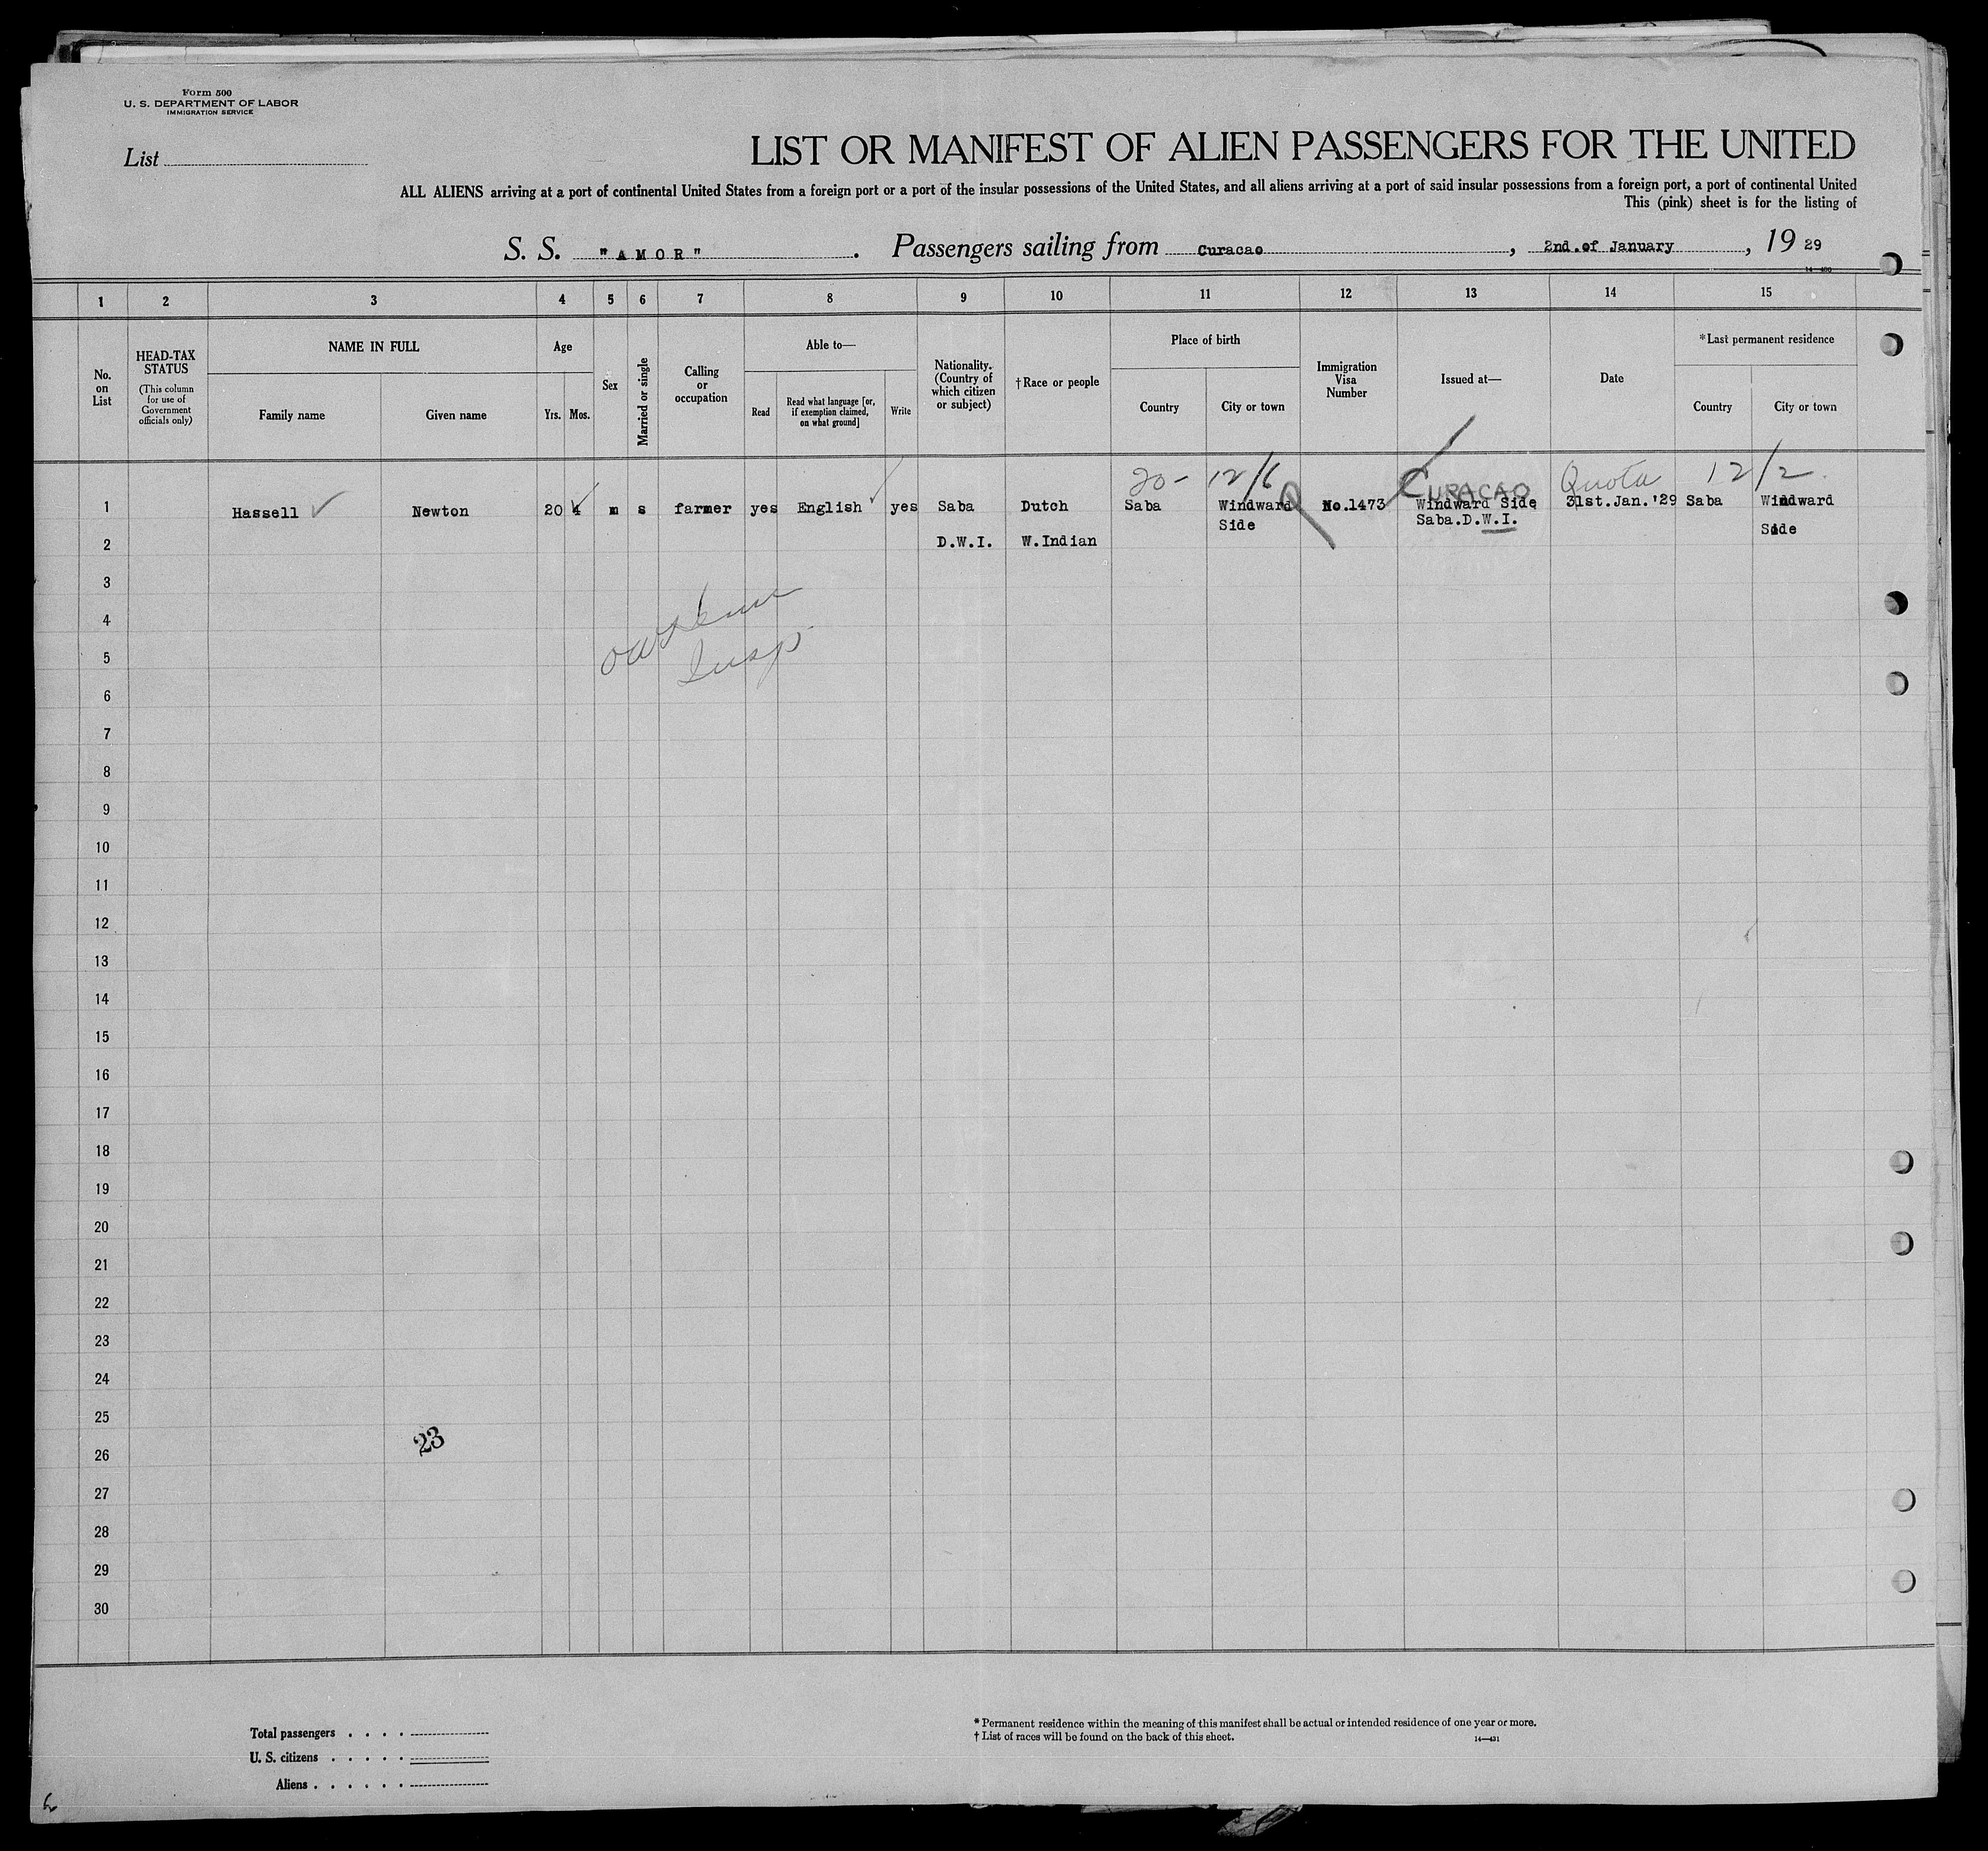 Form 500
U. S. DEPARTMENT OF LABOR
IMMIGRATION SERVICE
List
LIST OR MANIFEST OF ALIEN PASSENGERS FOR THE UNITED
ALL ALIENS arriving at a port of continental United States from a foreign port or a port of the insular possessions of the United States, and all aliens arriving at a port of said insular possessions from a foreign port, a port of continental United
This (pink) sheet is for the listing of
S. S. "AMOR". Passengers sailing from Curacao, 2nd.of January, 1929
14—430
1 2 3 4 5 6 7 8 9 10 11 12 13 14 15
No. on List
HEAD-TAX STATUS (This column for use of Government officials only)
NAME IN FULL
Family name
Given name
Age
Yrs. Mos.
Sex
Married or single
Calling or occupation
Able to—
Read
Read what language [or, if exemption claimed, on what ground]
Write
Nationality. (Country of which citizen or subject)
†Race or people
Place of birth
Country
City or town
Immigration Visa Number
Issued at—
Date
*Last permanent residence
Country
City or town
20- 12/6 CURACAO Quota 12/2
1 Hassell Newton 20 4 m s farmer yes English yes Saba Dutch Saba Windward Q No.1473 Windward Side 31st.Jan.'29 Saba Windward
Side Saba.D.W.I. Side
2 D.W.I. W.Indian
3
4
5
6
7
8
9
10
11
12
13
14
15
16
17
18
19
20
21
22
23
24
25
23
26
27
28
29
30
Total passengers . . . .
U. S. citizens . . . . .
Aliens . . . . . .
* Permanent residence within the meaning of this manifest shall be actual or intended residence of one year or more.
† List of races will be found on the back of this sheet.
14—431